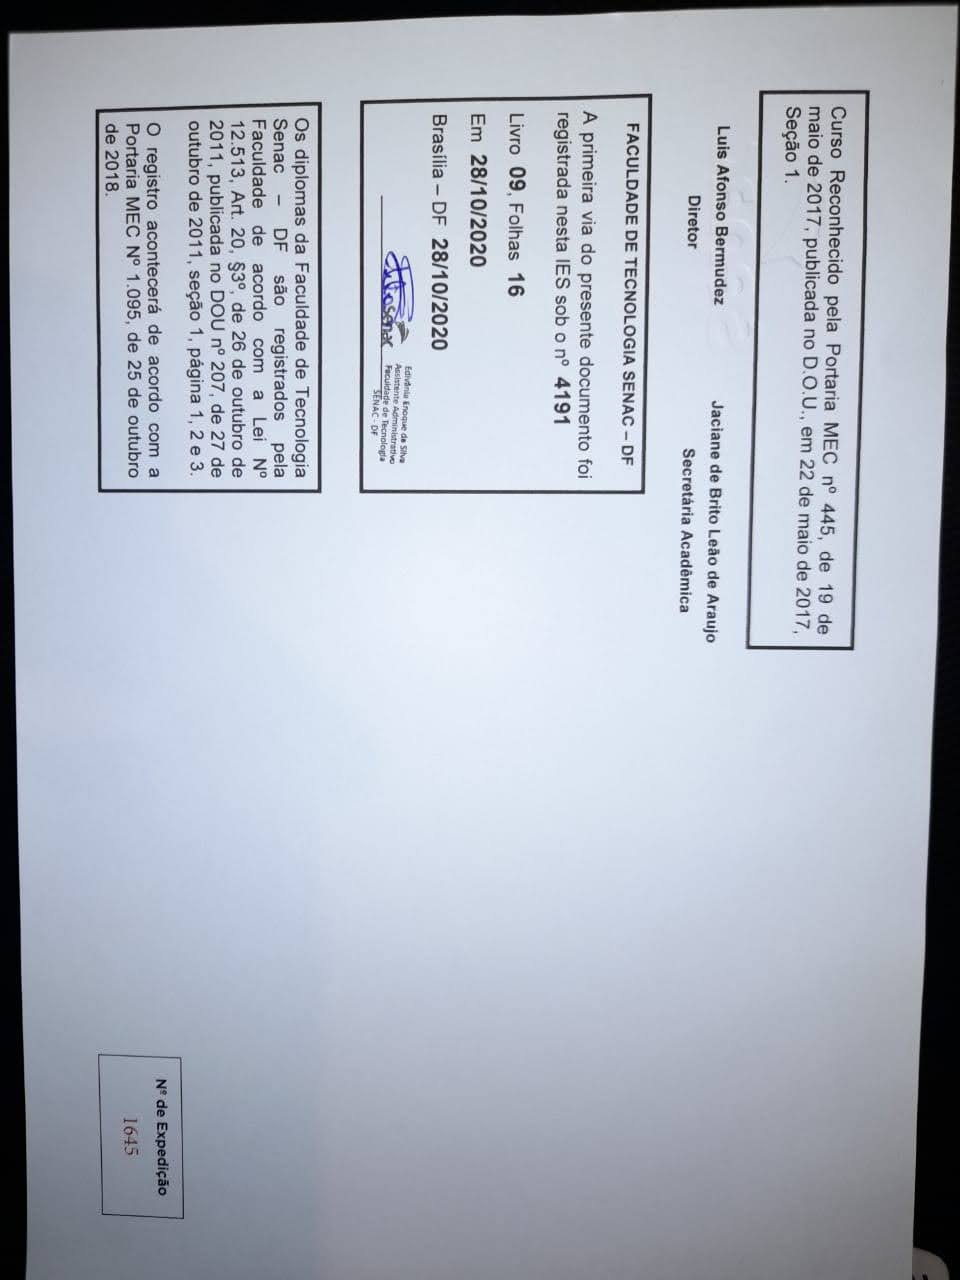 Curso Reconhecido pela Portaria MEC nº 445, de 19 de
maio de 2017, publicada no D.O.U., em 22 de maio de 2017,
Seção 1.
Luis Afonso Bermudez
Diretor
Jaciane de Brito Leão de Araujo
Secretária Acadêmica
FACULDADE DE TECNOLOGIA SENAC – DF
A primeira via do presente documento foi
registrada nesta IES sob o nº 4191
Livro 09, Folhas 16
Em 28/10/2020
Brasília – DF 28/10/2020
senac
Edivânia Enoque da Silva
Assistente Administrativo
Faculdade de Tecnologia
SENAC - DF
Os diplomas da Faculdade de Tecnologia
Senac – DF são registrados pela
Faculdade de acordo com a Lei Nº
12.513, Art. 20, §3º, de 26 de outubro de
2011, publicada no DOU nº 207, de 27 de
outubro de 2011, seção 1, página 1, 2 e 3.
O registro acontecerá de acordo com a
Portaria MEC Nº 1.095, de 25 de outubro
de 2018.
Nº de Expedição
1645